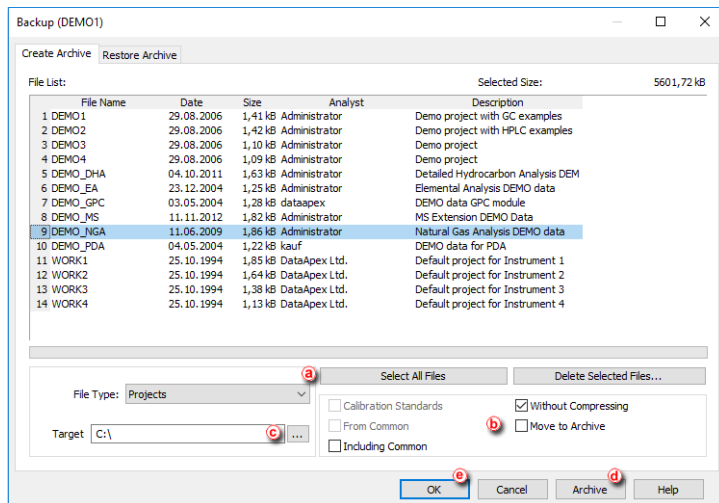 Backup (DEMO1)
Create Archive Restore Archive
File List: Selected Size: 5601,72 kB
File Name Date Size Analyst Description
1 DEMO1 29.08.2006 1,41 kB Administrator Demo project with GC examples
2 DEMO2 29.08.2006 1,42 kB Administrator Demo project with HPLC examples
3 DEMO3 29.08.2006 1,10 kB Administrator Demo project
4 DEMO4 29.08.2006 1,09 kB Administrator Demo project
5 DEMO_DHA 04.10.2011 1,63 kB Administrator Detailed Hydrocarbon Analysis DEM
6 DEMO_EA 23.12.2004 1,25 kB Administrator Elemental Analysis DEMO data
7 DEMO_GPC 03.05.2004 1,28 kB dataapex DEMO data GPC module
8 DEMO_MS 11.11.2012 1,82 kB Administrator MS Extension DEMO Data
9 DEMO_NGA 11.06.2009 1,86 kB Administrator Natural Gas Analysis DEMO data
10 DEMO_PDA 04.05.2004 1,22 kB kauf DEMO data for PDA
11 WORK1 25.10.1994 1,85 kB DataApex Ltd. Default project for Instrument 1
12 WORK2 25.10.1994 1,64 kB DataApex Ltd. Default project for Instrument 2
13 WORK3 25.10.1994 1,38 kB DataApex Ltd. Default project for Instrument 3
14 WORK4 25.10.1994 1,13 kB DataApex Ltd. Default project for Instrument 4
a Select All Files Delete Selected Files...
File Type: Projects
Calibration Standards Without Compressing
From Common b Move to Archive
Target C:\ c ...
Including Common
e d
OK Cancel Archive Help